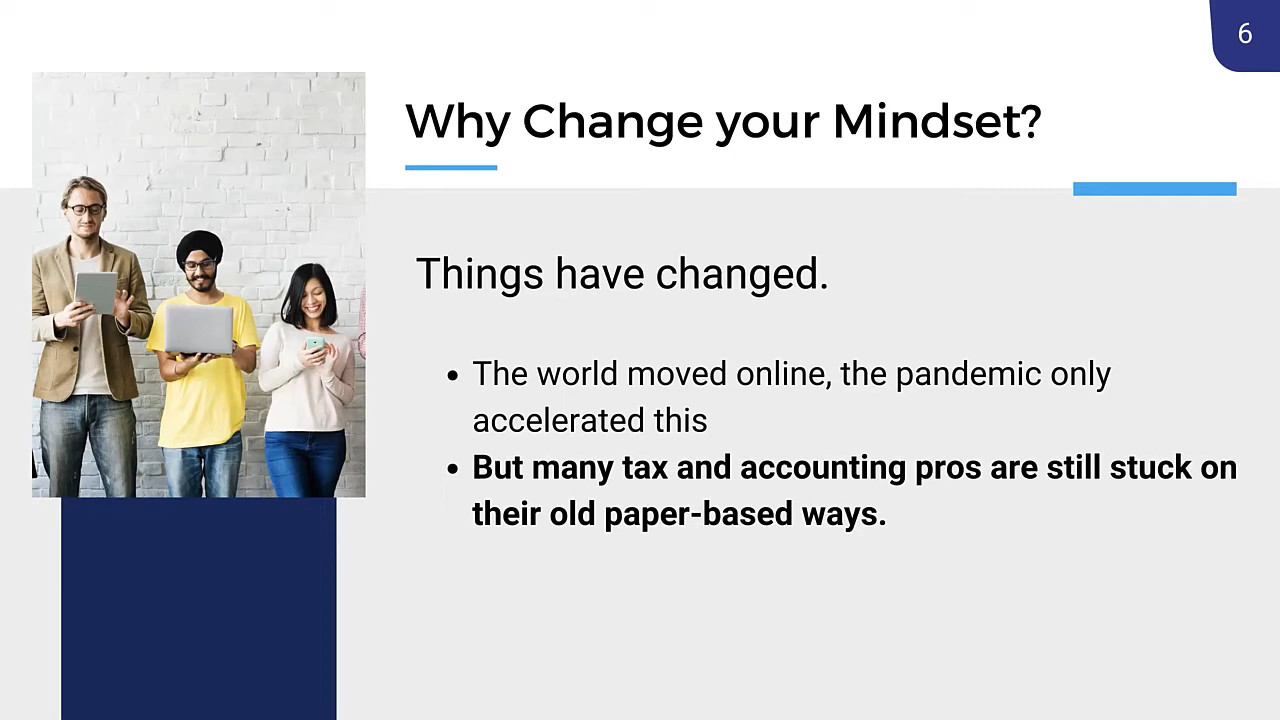 6
Why Change your Mindset?
Things have changed.
• The world moved online, the pandemic only
accelerated this
• But many tax and accounting pros are still stuck on
their old paper-based ways.